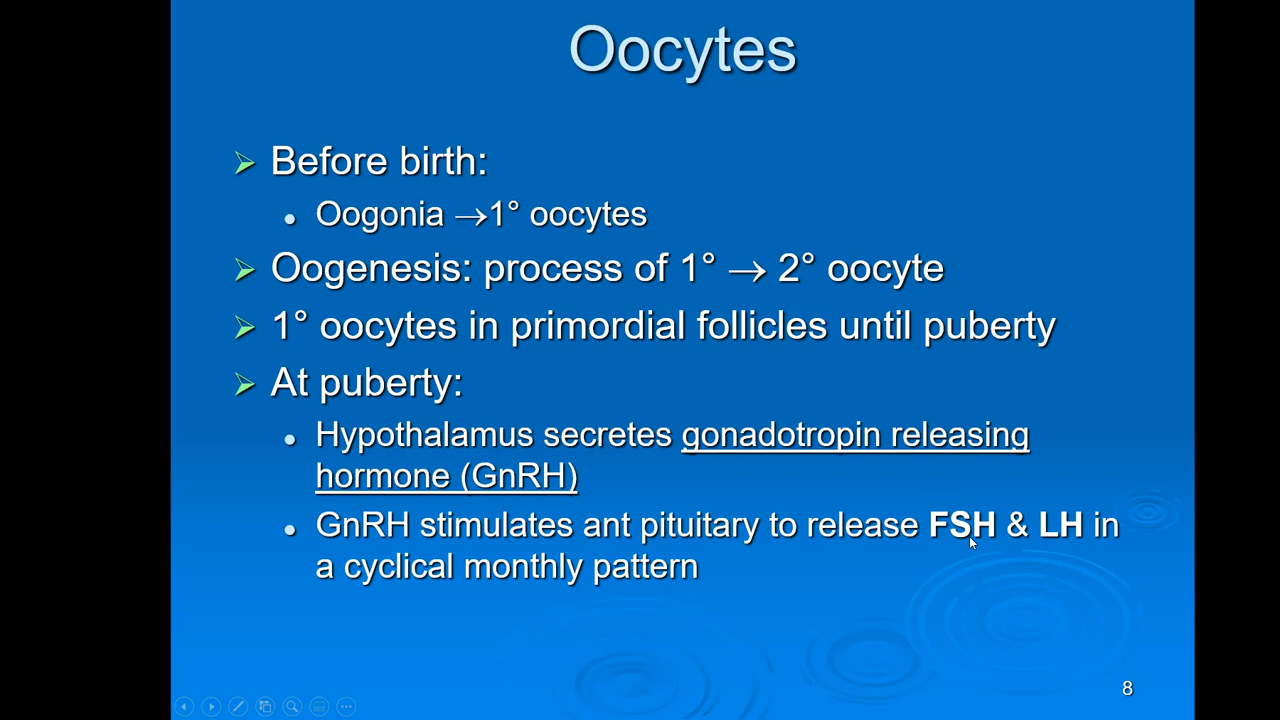 Oocytes
Before birth:
Oogonia →1° oocytes
Oogenesis: process of 1° → 2° oocyte
1° oocytes in primordial follicles until puberty
At puberty:
Hypothalamus secretes gonadotropin releasing
hormone (GnRH)
GnRH stimulates ant pituitary to release FSH & LH in
a cyclical monthly pattern
8